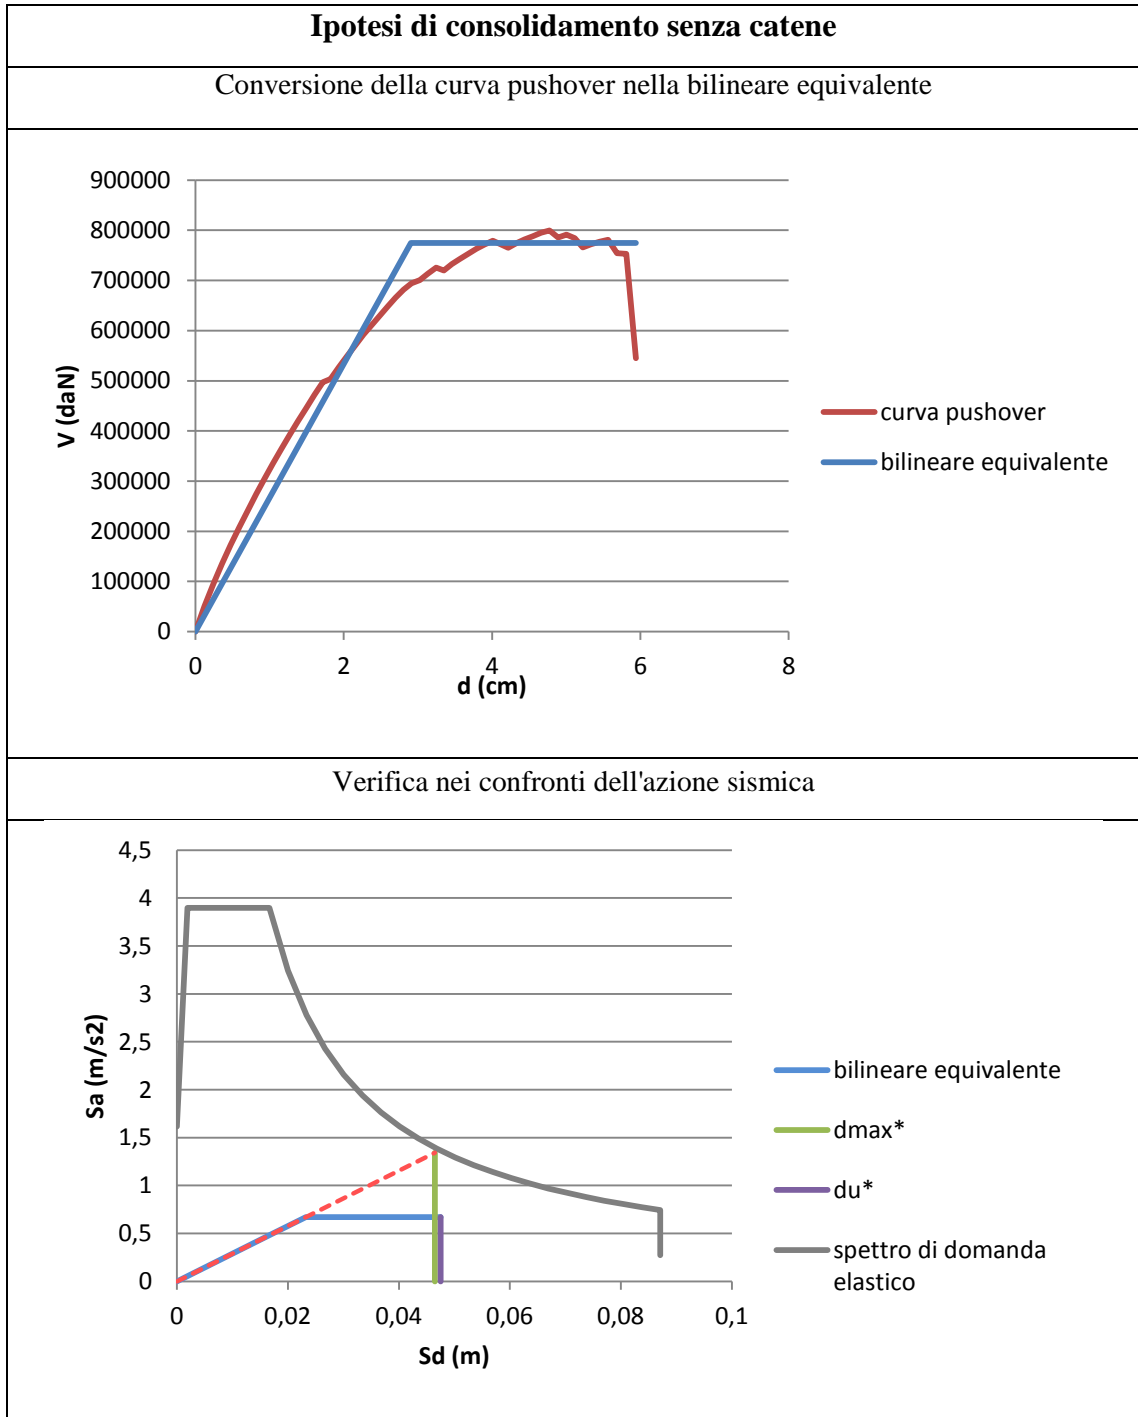 Ipotesi di consolidamento senza catene
Conversione della curva pushover nella bilineare equivalente
900000
800000
700000
600000
500000
400000
300000
200000
100000
0
V (daN)
0 2 4 6 8
d (cm)
curva pushover
bilineare equivalente
Verifica nei confronti dell'azione sismica
4,5
4
3,5
3
2,5
2
1,5
1
0,5
0
Sa (m/s2)
0 0,02 0,04 0,06 0,08 0,1
Sd (m)
bilineare equivalente
dmax*
du*
spettro di domanda
elastico